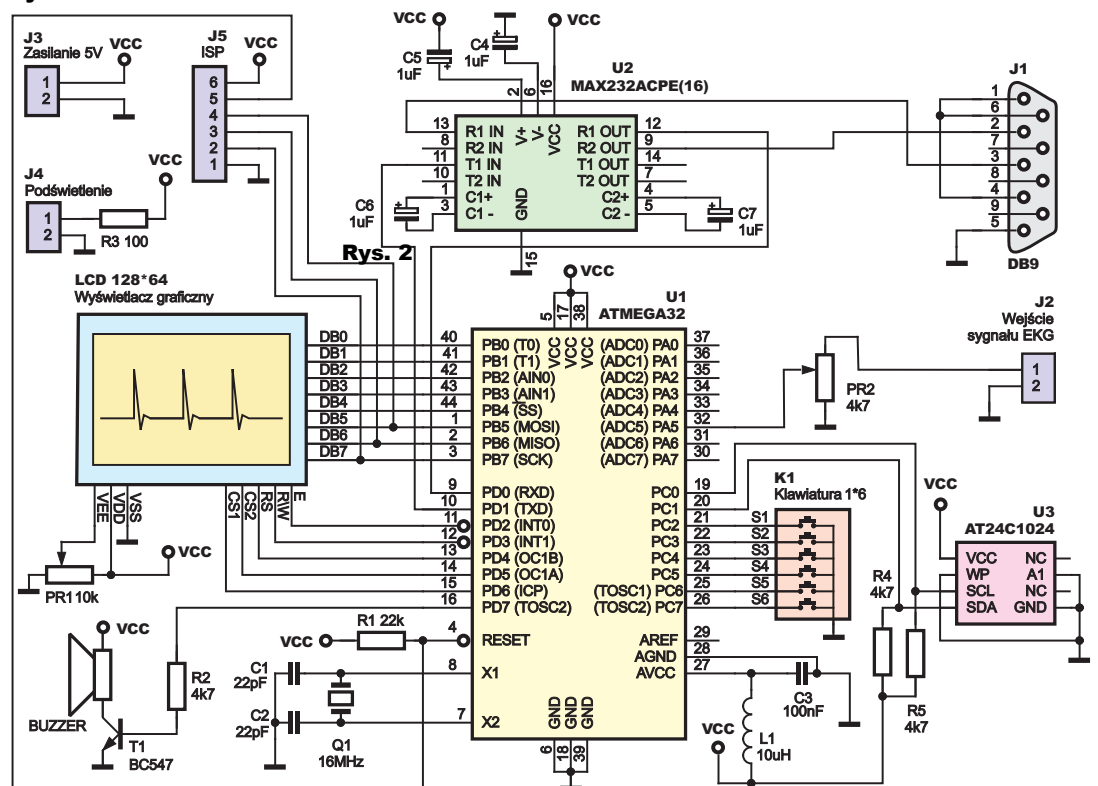 VCC
C5
1uF
C4
1uF
VCC
J3
Zasilanie 5V
VCC
1
2
J5
ISP
VCC
6
5
4
3
2
1
J4
Podświetlenie
VCC
1
2
R3 100
U2
MAX232ACPE(16)
2
6
16
13
8
11
10
1
3
R1 IN
R2 IN
T1 IN
T2 IN
C1+
C1 -
V+
V-
VCC
GND
R1 OUT
R2 OUT
T1 OUT
T2 OUT
C2+
C2 -
12
9
14
7
4
5
15
C6
1uF
C7
1uF
J1
1
6
2
7
3
8
4
9
5
DB9
Rys. 2
LCD 128*64
Wyświetlacz graficzny
DB0
DB1
DB2
DB3
DB4
DB5
DB6
DB7
VEE
VDD
VSS
CS1
CS2
RS
R/W
E
VCC
U1
ATMEGA32
5
17
38
VCC
VCC
VCC
40 PB0 (T0)
41 PB1 (T1)
42 PB2 (AIN0)
43 PB3 (AIN1)
44 PB4 (SS)
1 PB5 (MOSI)
2 PB6 (MISO)
3 PB7 (SCK)
9 PD0 (RXD)
10 PD1 (TXD)
11 PD2 (INT0)
12 PD3 (INT1)
13 PD4 (OC1B)
14 PD5 (OC1A)
15 PD6 (ICP)
16 PD7 (TOSC2)
4 RESET
8 X1
7 X2
(ADC0) PA0 37
(ADC1) PA1 36
(ADC2) PA2 35
(ADC3) PA3 34
(ADC4) PA4 33
(ADC5) PA5 32
(ADC6) PA6 31
(ADC7) PA7 30
PC0 19
PC1 20
PC2 21
PC3 22
PC4 23
PC5 24
(TOSC1) PC6 25
(TOSC2) PC7 26
AREF 29
AGND 28
AVCC 27
GND
GND
GND
6
18
39
J2
Wejście
sygnału EKG
1
2
PR2
4k7
K1
Klawiatura 1*6
S1
S2
S3
S4
S5
S6
VCC
U3
AT24C1024
VCC
WP
SCL
SDA
NC
A1
NC
GND
R4
4k7
R5
4k7
C3
100nF
VCC
L1
10uH
VCC
PR1 10k
VCC
BUZZER
R2
4k7
T1
BC547
VCC
R1 22k
C1
22pF
C2
22pF
Q1
16MHz